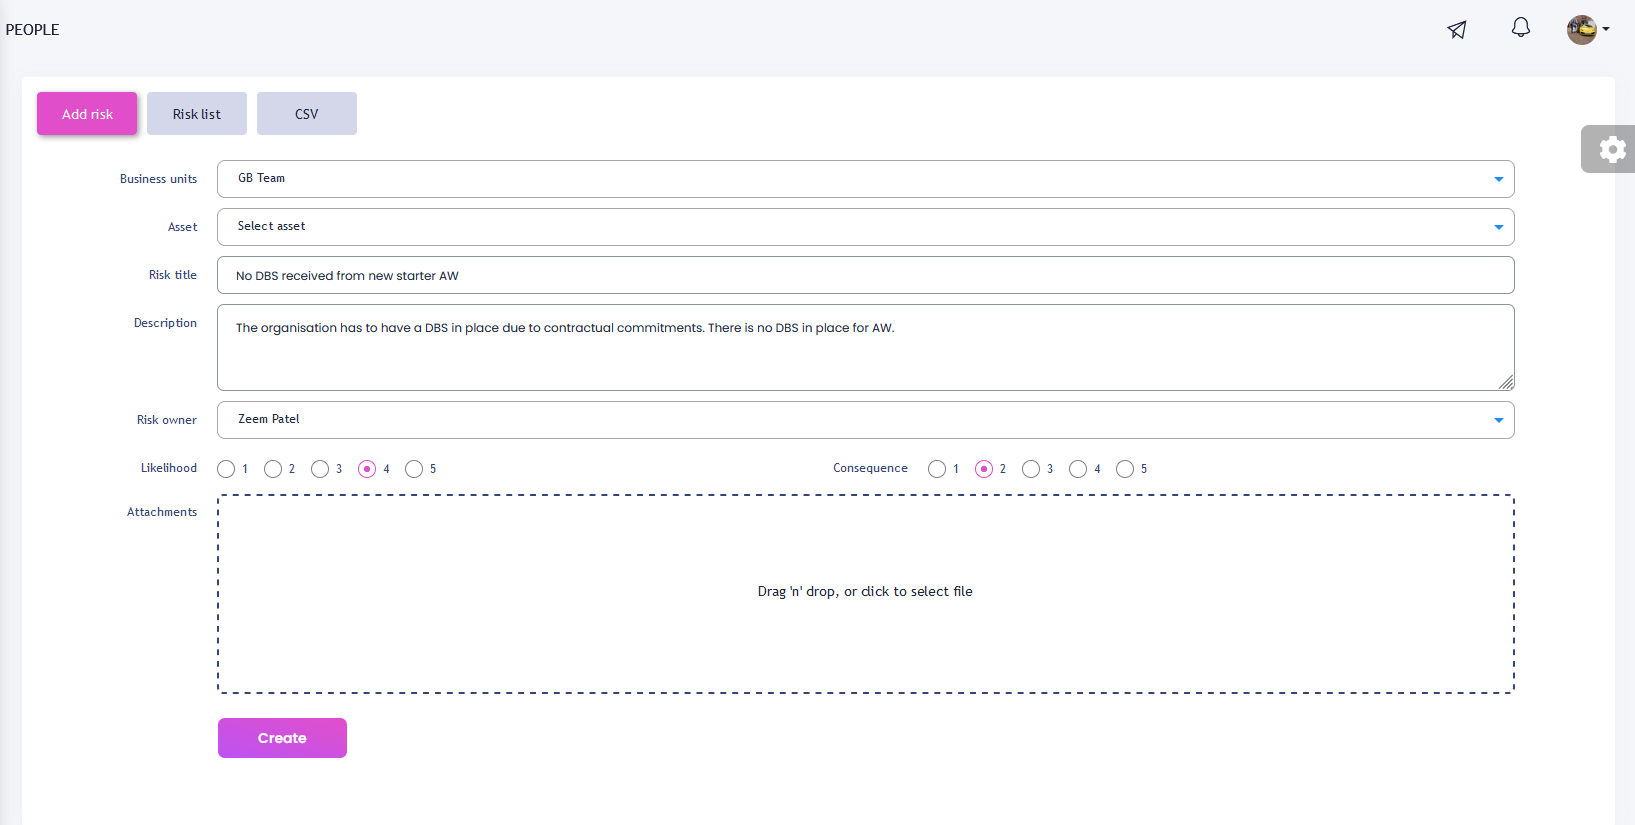 PEOPLE
Add risk
Risk list
CSV
Business units
GB Team
Asset
Select asset
Risk title
No DBS received from new starter AW
Description
The organisation has to have a DBS in place due to contractual commitments. There is no DBS in place for AW.
Risk owner
Zeem Patel
Likelihood 1 2 3 4 5
Consequence 1 2 3 4 5
Attachments
Drag 'n' drop, or click to select file
Create